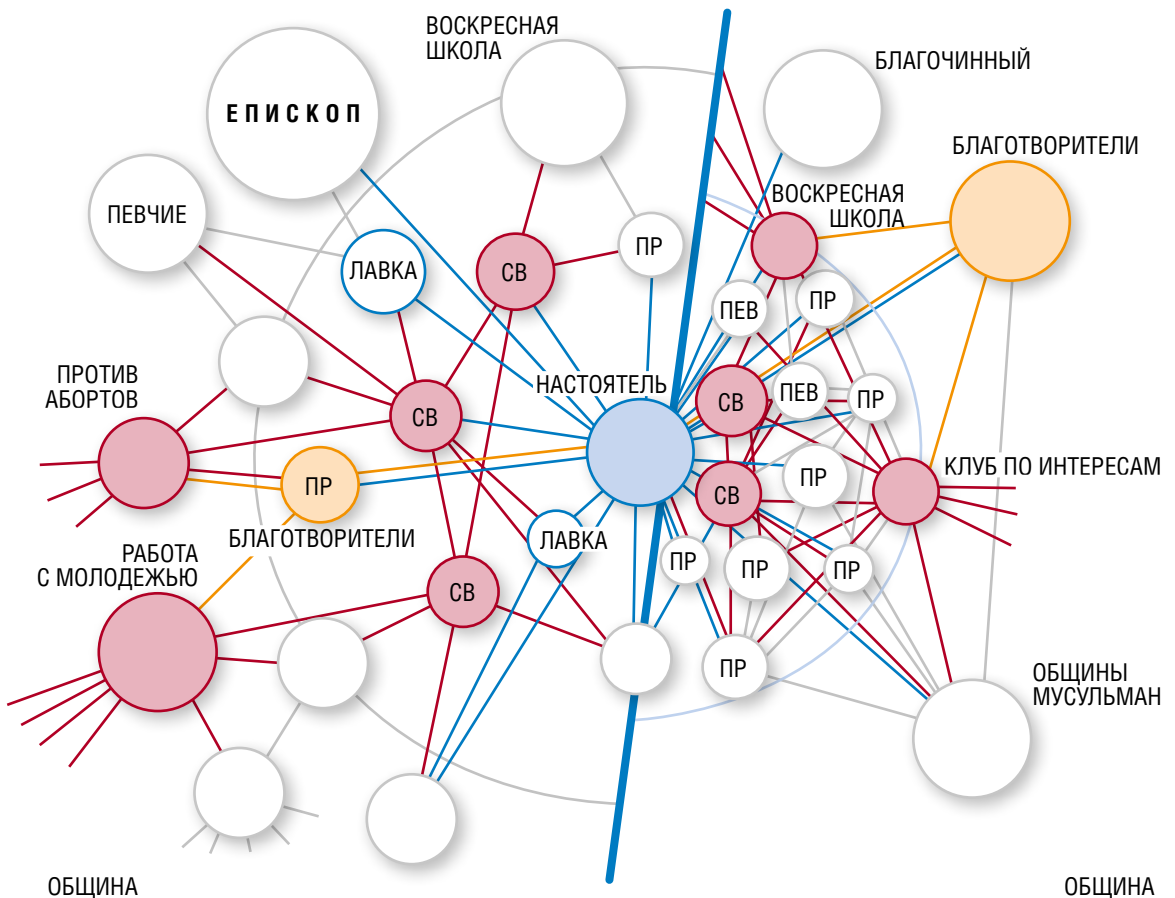 ВОСКРЕСНАЯ
ШКОЛА
БЛАГОЧИННЫЙ
ЕПИСКОП
БЛАГОТВОРИТЕЛИ
ВОСКРЕСНАЯ
ШКОЛА
ПЕВЧИЕ
ПР
ЛАВКА
СВ
ПЕВ
ПР
ПРОТИВ
АБОРТОВ
НАСТОЯТЕЛЬ
СВ
СВ
ПЕВ
ПР
КЛУБ ПО ИНТЕРЕСАМ
ПР
БЛАГОТВОРИТЕЛИ
СВ
ПР
ЛАВКА
РАБОТА
С МОЛОДЕЖЬЮ
СВ
ПР
ПР
ПР
ПР
ОБЩИНЫ
МУСУЛЬМАН
ОБЩИНА
ОБЩИНА